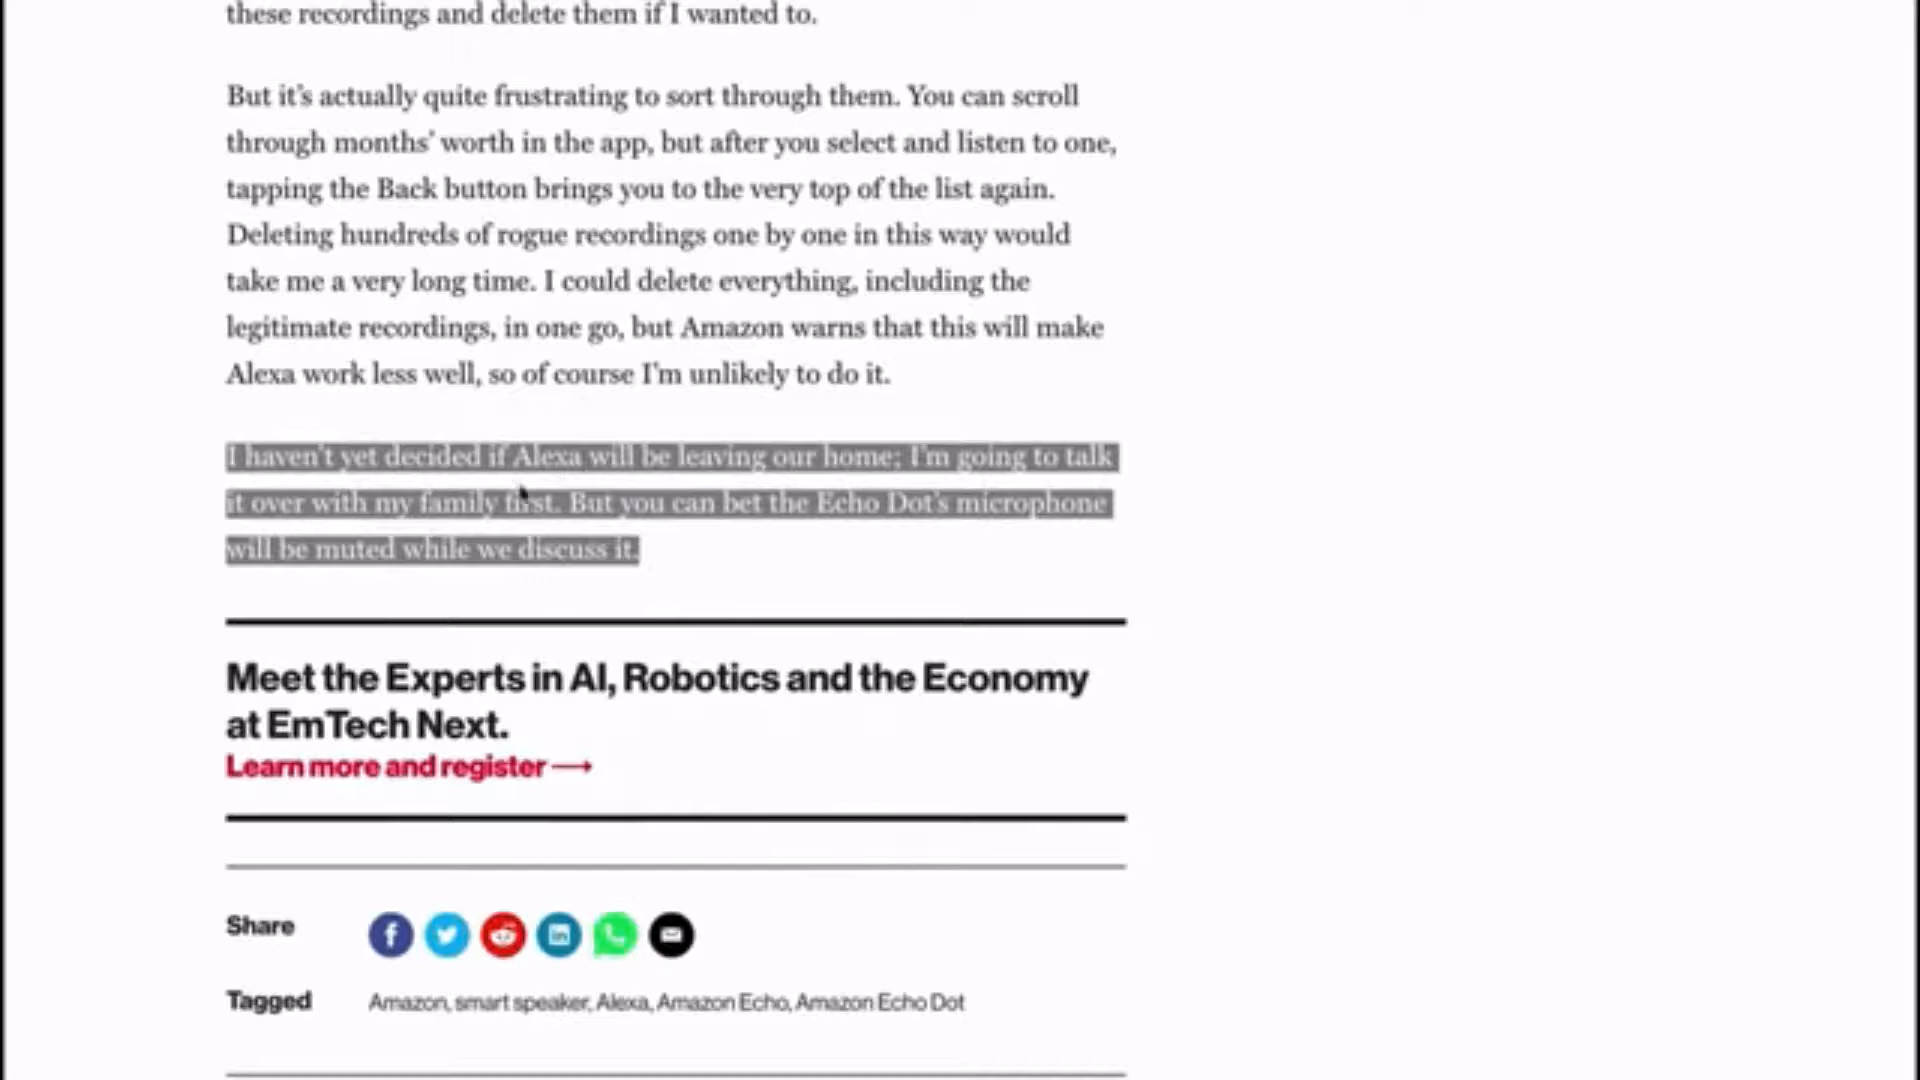 these recordings and delete them if I wanted to.
But it's actually quite frustrating to sort through them. You can scroll
through months' worth in the app, but after you select and listen to one,
tapping the Back button brings you to the very top of the list again.
Deleting hundreds of rogue recordings one by one in this way would
take me a very long time. I could delete everything, including the
legitimate recordings, in one go, but Amazon warns that this will make
Alexa work less well, so of course I'm unlikely to do it.
I haven't yet decided if Alexa will be leaving our home; I'm going to talk
it over with my family first. But you can bet the Echo Dot's microphone
will be muted while we discuss it.
Meet the Experts in AI, Robotics and the Economy
at EmTech Next.
Learn more and register
Share
Tagged Amazon, smart speaker, Alexa, Amazon Echo, Amazon Echo Dot